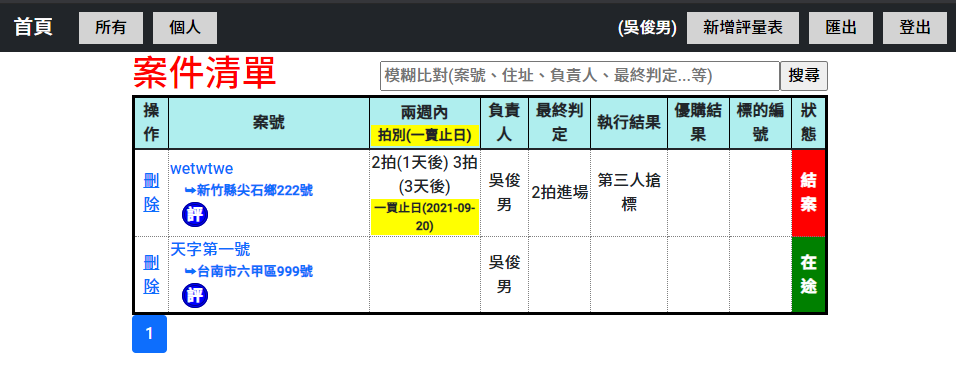 首頁 所有 個人 (吳俊男) 新增評量表 匯出 登出
案件清單 模糊比對(案號、住址、負責人、最終判定...等) 搜尋
操作 案號 兩週內 拍別(一賣止日) 負責人 最終判定 執行結果 優購結果 標的編號 狀態
刪除 wetwtwe 2拍(1天後) 3拍(3天後) 吳俊男 2拍進場 第三人搶標 結案
➥新竹縣尖石鄉222號 一買止日(2021-09-20)
評
刪除 天字第一號 吳俊男 在途
➥台南市六甲區999號
評
1